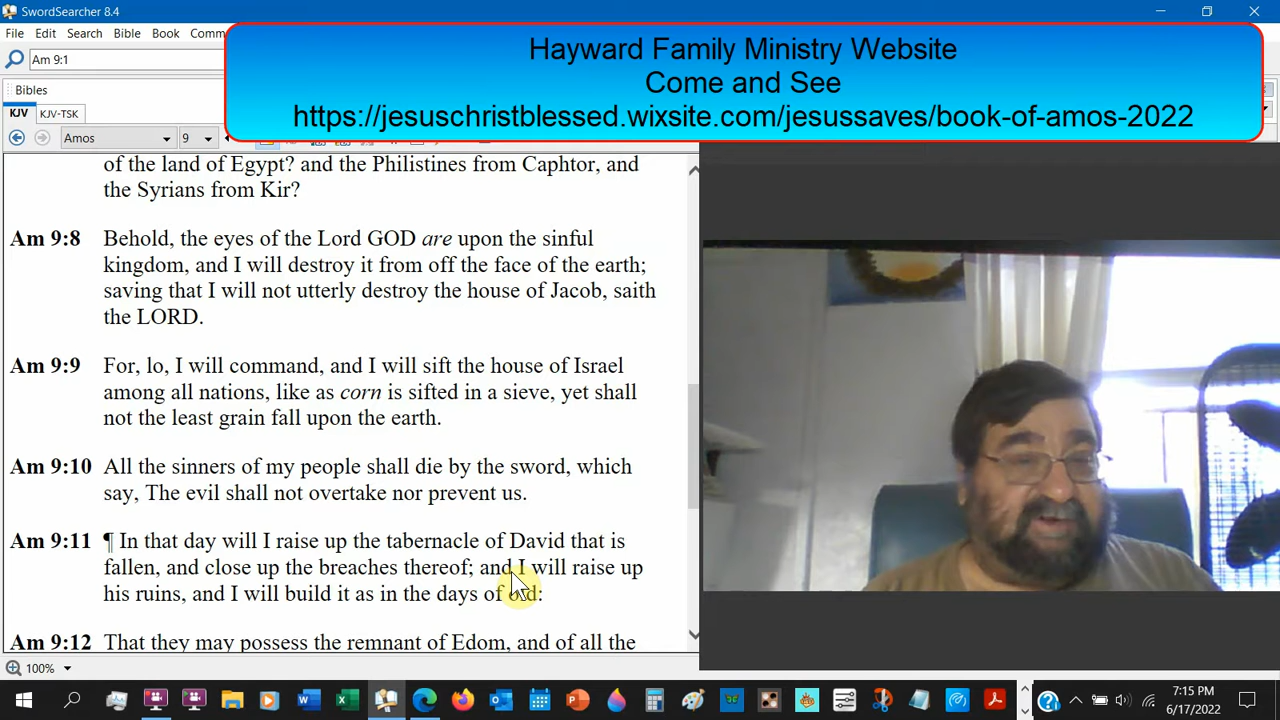 SwordSearcher 8.4
File Edit Search Bible Book Comm
Am 9:1
Hayward Family Ministry Website
Come and See
https://jesuschristblessed.wixsite.com/jesussaves/book-of-amos-2022
Bibles
KJV KJV-TSK
Amos 9
of the land of Egypt? and the Philistines from Caphtor, and
the Syrians from Kir?
Am 9:8 Behold, the eyes of the Lord GOD are upon the sinful
kingdom, and I will destroy it from off the face of the earth;
saving that I will not utterly destroy the house of Jacob, saith
the LORD.
Am 9:9 For, lo, I will command, and I will sift the house of Israel
among all nations, like as corn is sifted in a sieve, yet shall
not the least grain fall upon the earth.
Am 9:10 All the sinners of my people shall die by the sword, which
say, The evil shall not overtake nor prevent us.
Am 9:11 ¶ In that day will I raise up the tabernacle of David that is
fallen, and close up the breaches thereof; and I will raise up
his ruins, and I will build it as in the days of old:
Am 9:12 That they may possess the remnant of Edom, and of all the
100%
7:15 PM
6/17/2022